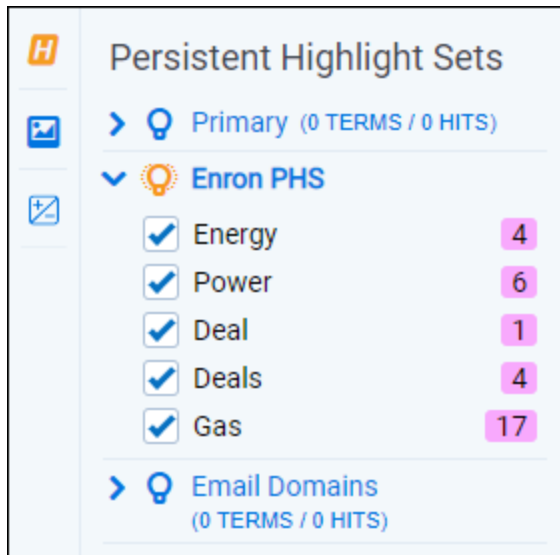 H
Persistent Highlight Sets
Primary (0 TERMS / 0 HITS)
Enron PHS
Energy 4
Power 6
Deal 1
Deals 4
Gas 17
Email Domains
(0 TERMS / 0 HITS)